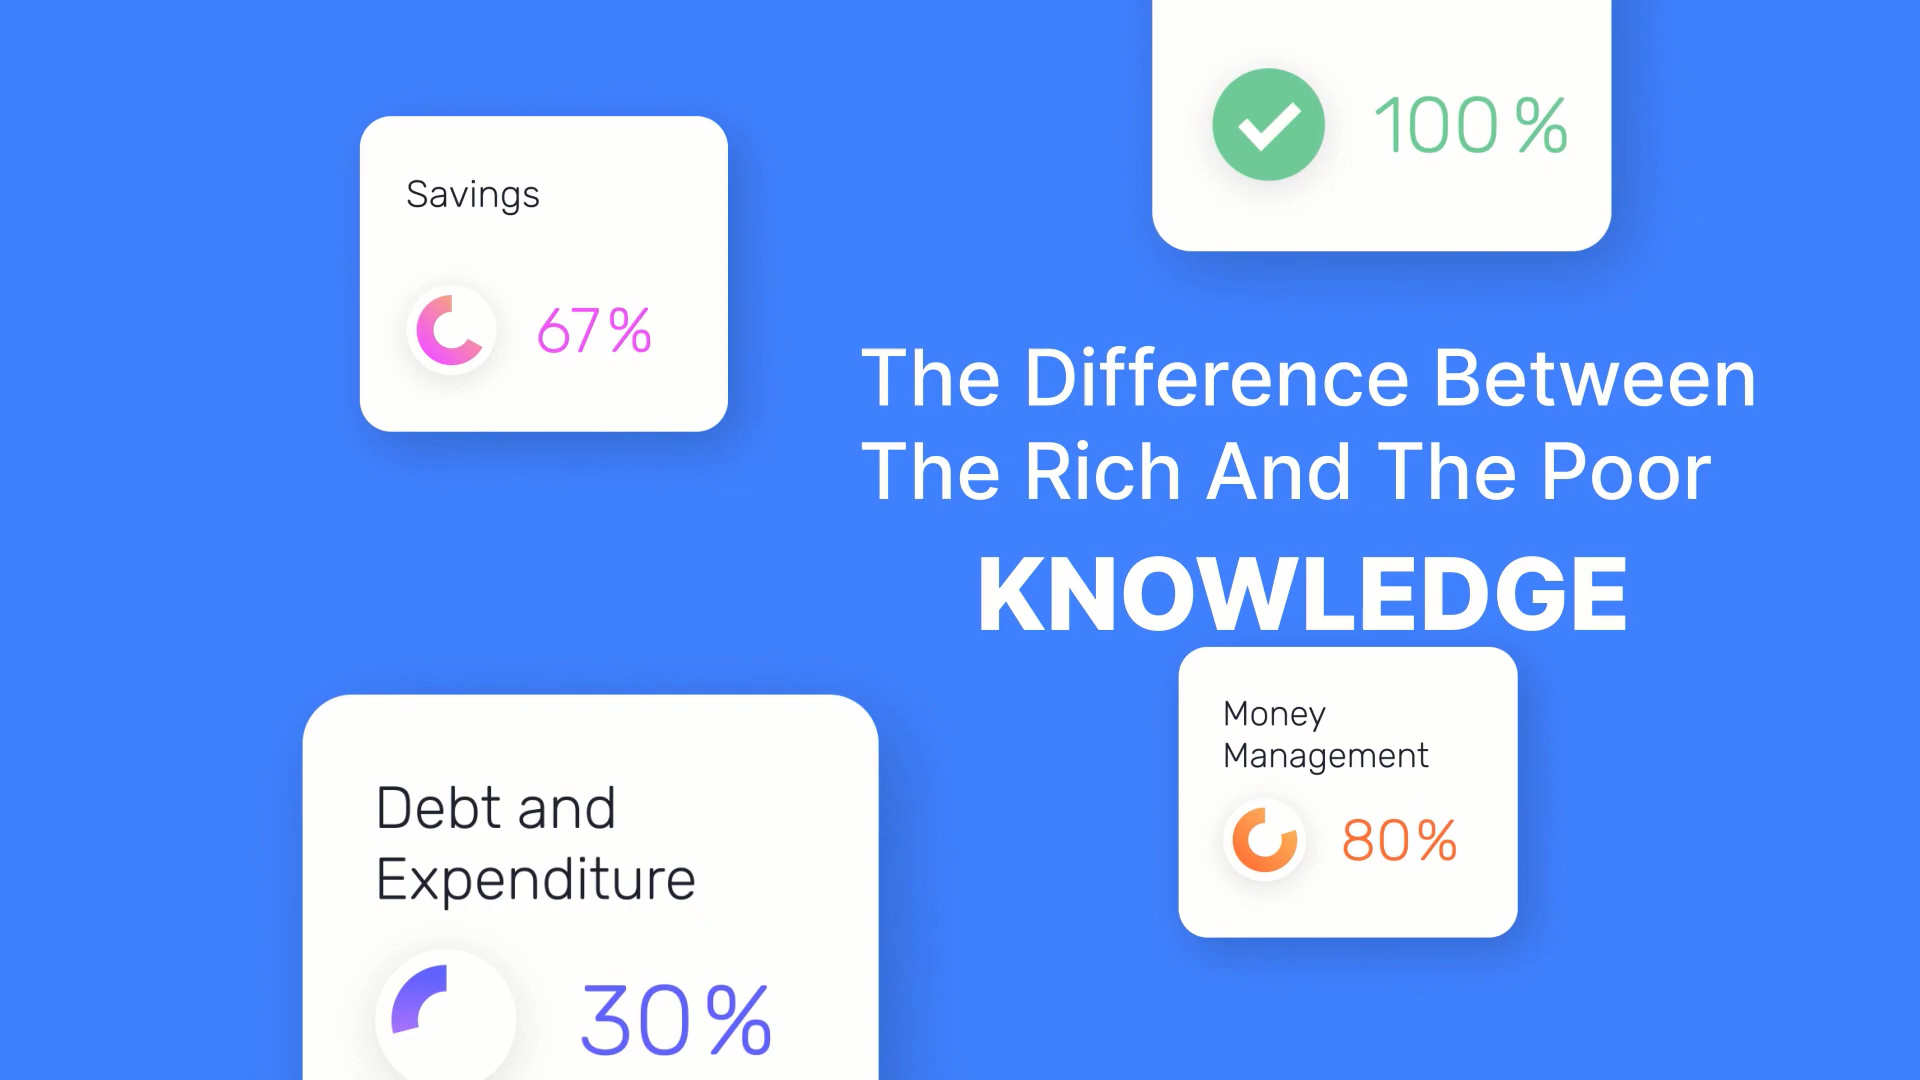 100%
Savings
67%
The Difference Between
The Rich And The Poor
KNOWLEDGE
Money
Management
80%
Debt and
Expenditure
30%